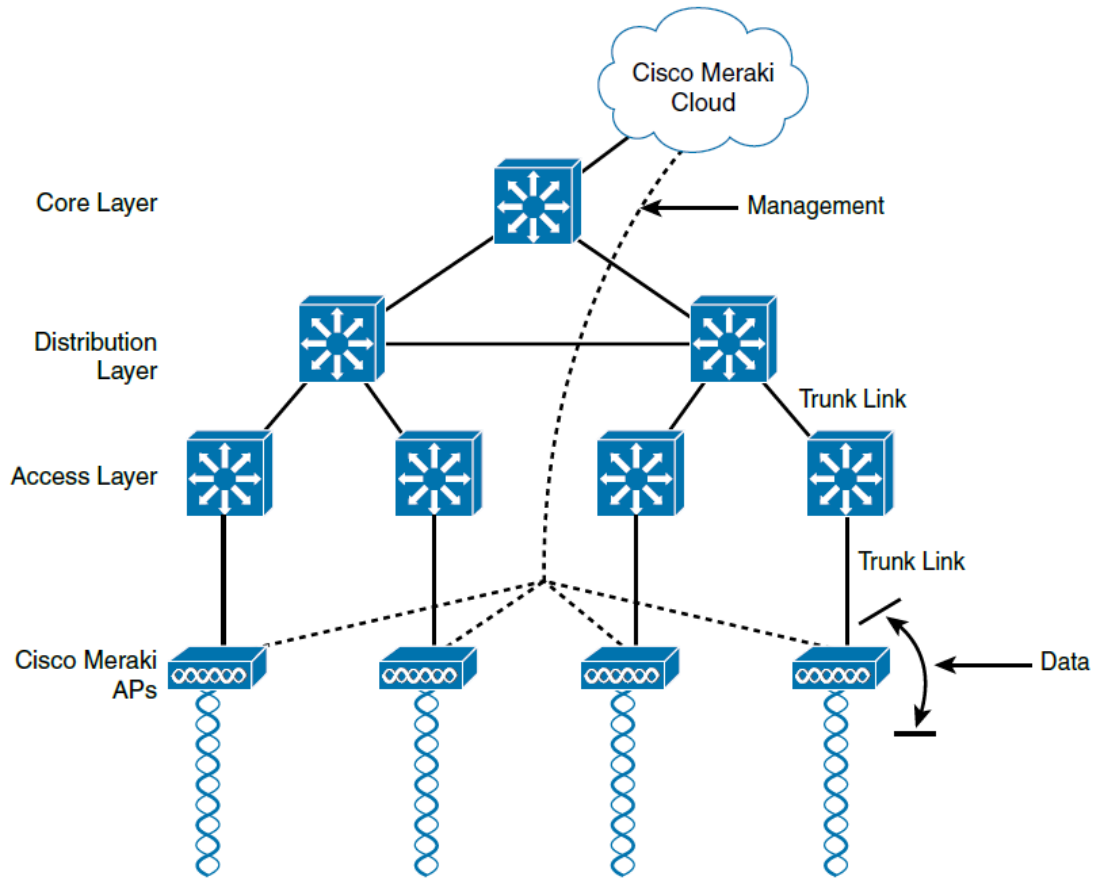 Cisco Meraki
Cloud
Core Layer
Management
Distribution
Layer
Trunk Link
Access Layer
Trunk Link
Cisco Meraki
APs
Data